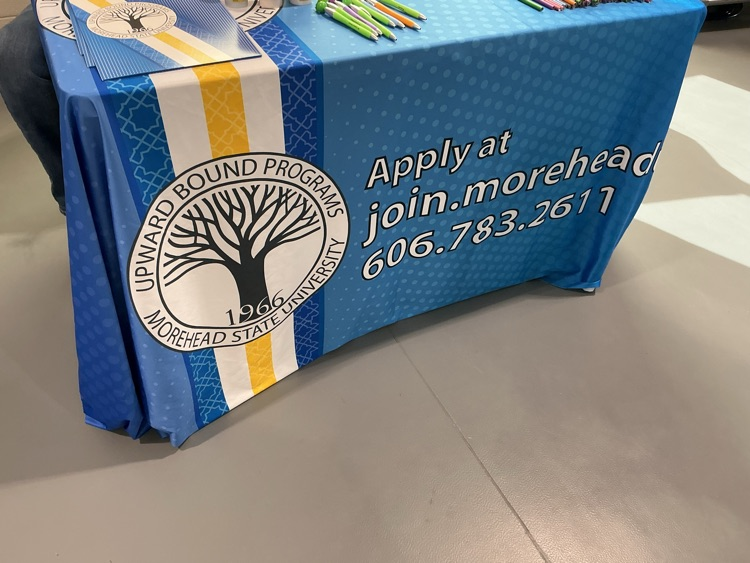 UPWARD BOUND PROGRAMS
1966
MOREHEAD STATE UNIVERSITY
Apply at
join.morehead
606.783.2611